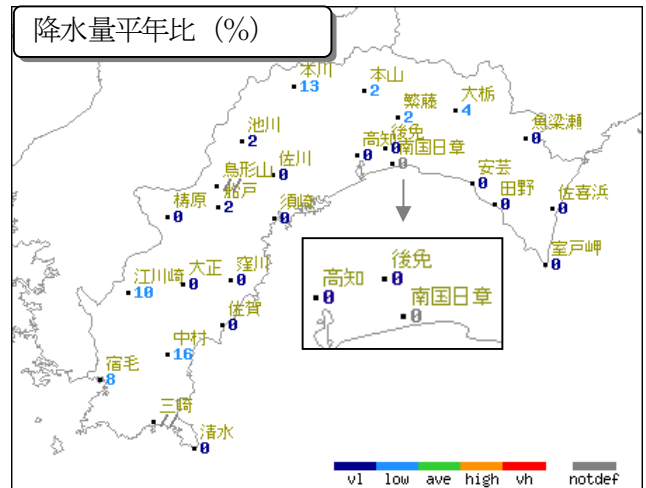 降水量平年比 (%)
本川
13
本山
2
繁藤
2
大栃
4
魚梁瀬
0
池川
2
高知
0
後免
0
南国日章
0
鳥形山
//
佐川
0
安芸
0
田野
0
佐喜浜
0
梼原
0
船戸
2
須崎
0
室戸岬
0
江川崎
10
大正
0
窪川
0
佐賀
0
後免
0
高知
0
南国日章
0
中村
16
宿毛
8
三崎
//
清水
0
vl low ave high vh notdef